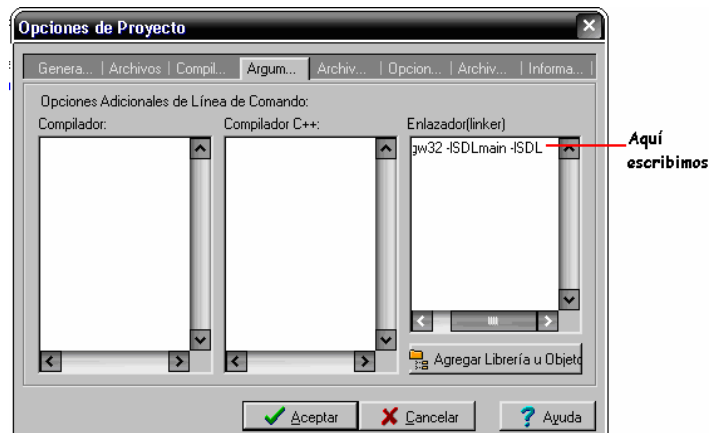 Opciones de Proyecto
Genera... | Archivos | Compil... Argum... Archiv... | Opcion... | Archiv... | Informa... |
Opciones Adicionales de Línea de Comando:
Compilador: Compilador C++: Enlazador(linker)
gw32 -lSDLmain -lSDL
Aquí
escribimos
Agregar Librería u Objeto
Aceptar Cancelar ? Ayuda